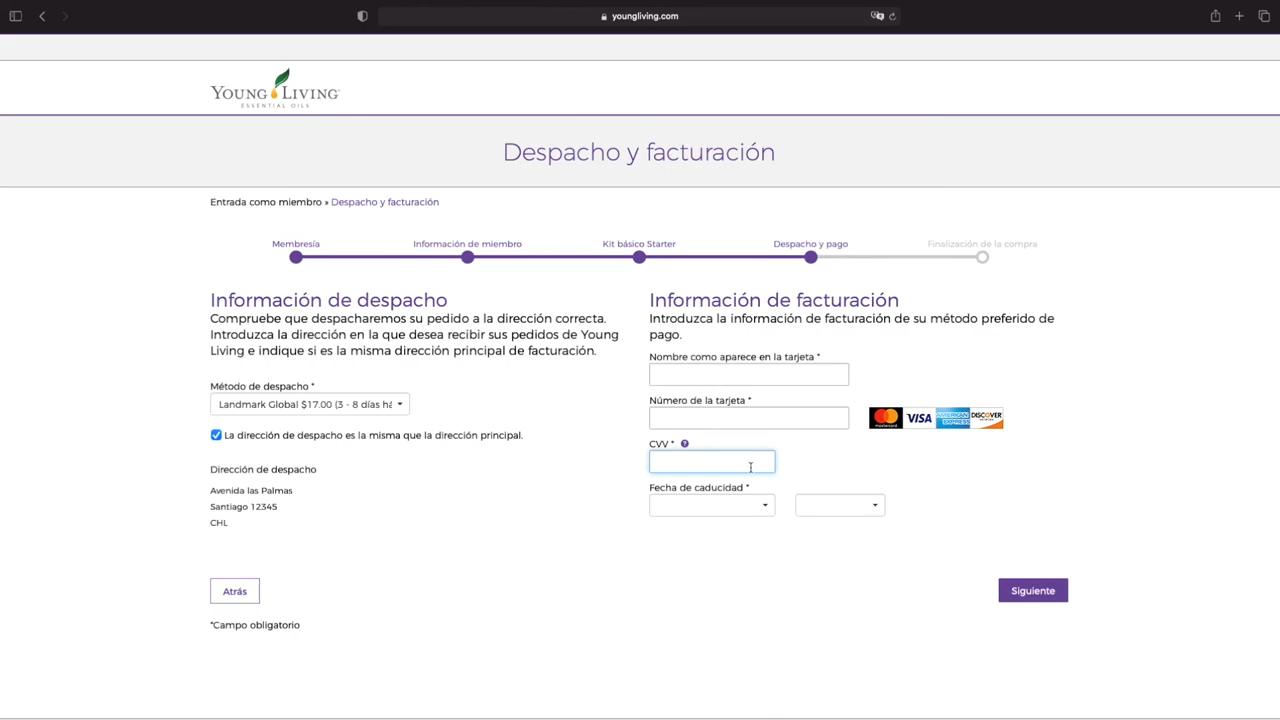 youngliving.com
YOUNG LIVING
ESSENTIAL OILS
Despacho y facturación
Entrada como miembro » Despacho y facturación
Membresía
Información de miembro
Kit básico Starter
Despacho y pago
Finalización de la compra
Información de despacho
Compruebe que despacharemos su pedido a la dirección correcta.
Introduzca la dirección en la que desea recibir sus pedidos de Young
Living e indique si es la misma dirección principal de facturación.
Método de despacho *
Landmark Global $17.00 (3 - 8 días há
La dirección de despacho es la misma que la dirección principal.
Dirección de despacho
Avenida las Palmas
Santiago 12345
CHL
Información de facturación
Introduzca la información de facturación de su método preferido de
pago.
Nombre como aparece en la tarjeta *
Número de la tarjeta *
mastercard VISA AMERICAN EXPRESS DISCOVER
CVV * ?
Fecha de caducidad *
Atrás
Siguiente
*Campo obligatorio